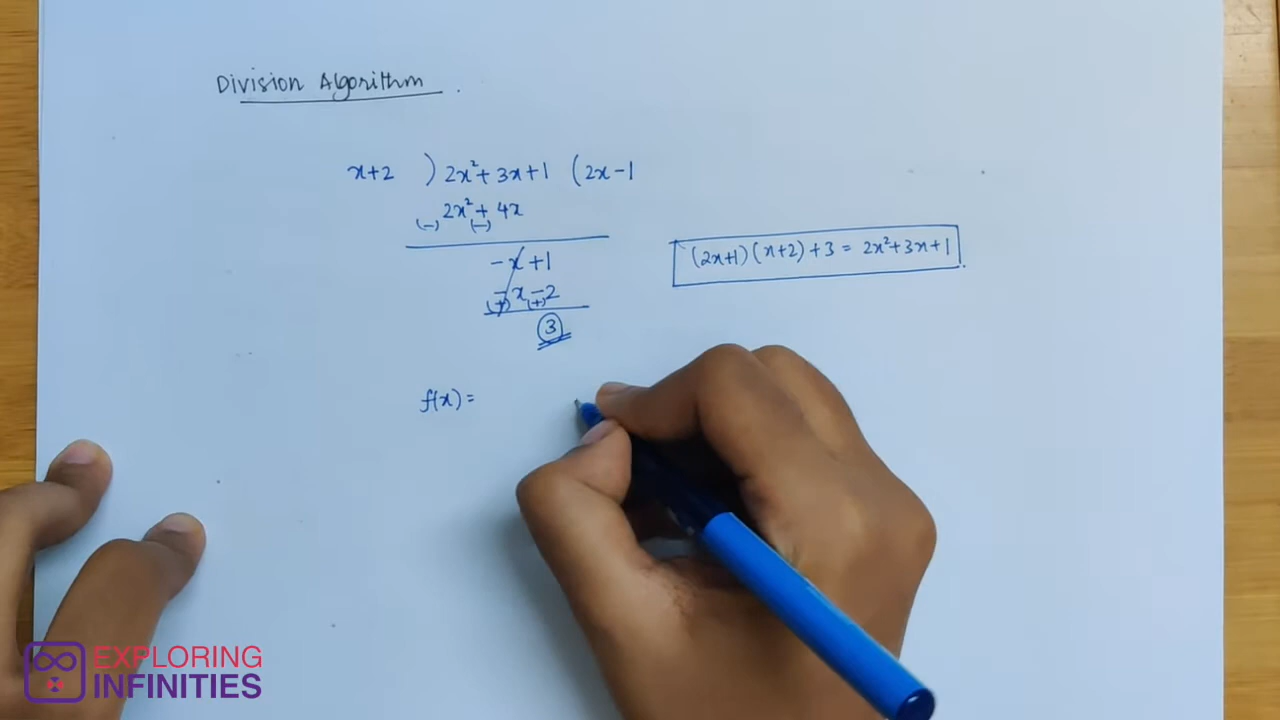 Division Algorithm .
x+2 ) 2x²+ 3x+1 (2x-1
2x²+ 4x
(-) (-)
-x +1
-x -2
(+) (+)
3
(2x+1)(x+2)+3 = 2x²+3x+1 .
f(x) =
EXPLORING
INFINITIES